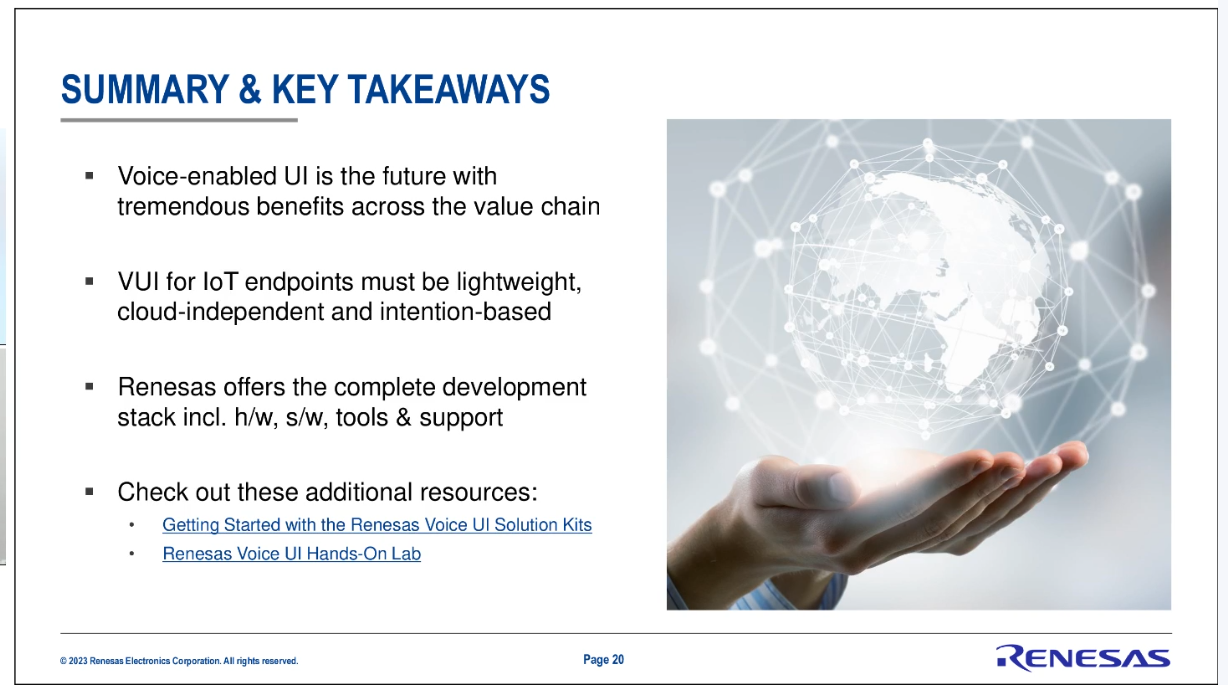 SUMMARY & KEY TAKEAWAYS
▪ Voice-enabled UI is the future with
tremendous benefits across the value chain
▪ VUI for IoT endpoints must be lightweight,
cloud-independent and intention-based
▪ Renesas offers the complete development
stack incl. h/w, s/w, tools & support
▪ Check out these additional resources:
• Getting Started with the Renesas Voice UI Solution Kits
• Renesas Voice UI Hands-On Lab
© 2023 Renesas Electronics Corporation. All rights reserved.
Page 20
RENESAS